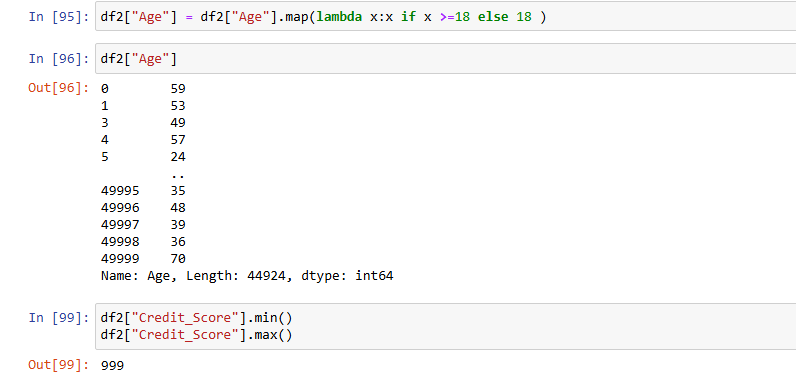 In [95]: df2["Age"] = df2["Age"].map(lambda x:x if x >=18 else 18 )
In [96]: df2["Age"]
Out[96]: 0        59
1        53
3        49
4        57
5        24
         ..
49995    35
49996    48
49997    39
49998    36
49999    70
Name: Age, Length: 44924, dtype: int64
In [99]: df2["Credit_Score"].min()
df2["Credit_Score"].max()
Out[99]: 999